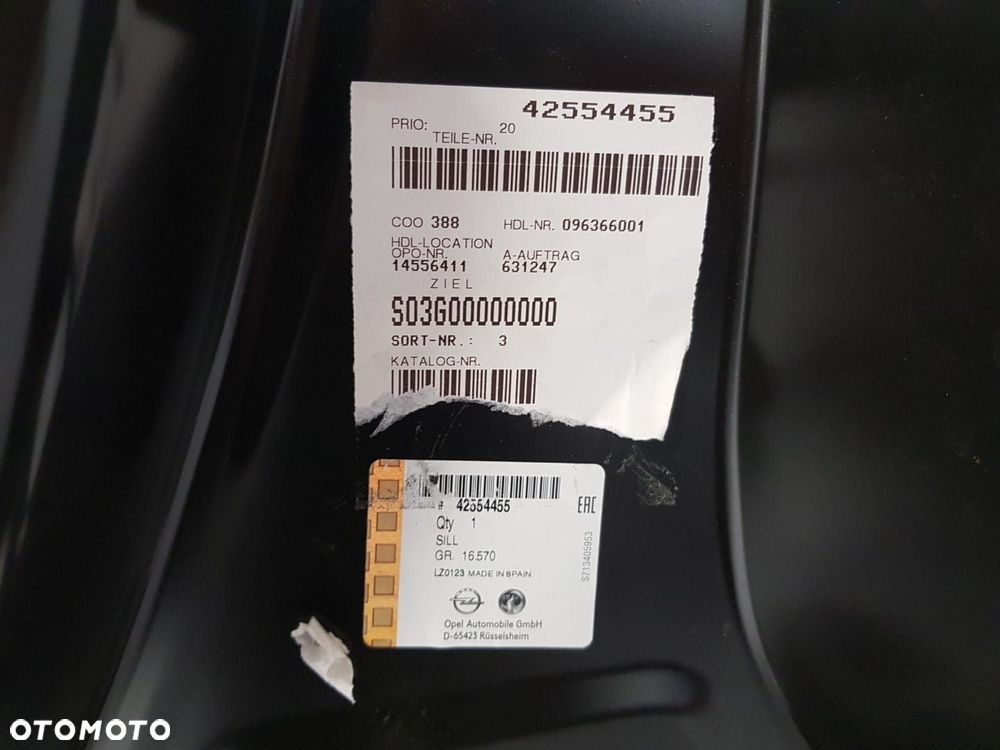 42554455
PRIO: 20
TEILE-NR.
COO 388 HDL-NR. 096366001
HDL-LOCATION
OPO-NR. A-AUFTRAG
14556411 631247
ZIEL
S03G00000000
SORT-NR.: 3
KATALOG-NR.
# 42554455
Qty 1
SILL
GR. 16.570
LZ0123 MADE IN SPAIN
EAC
S713405953
Opel Automobile GmbH
D-65423 Rüsselsheim
OTOMOTO